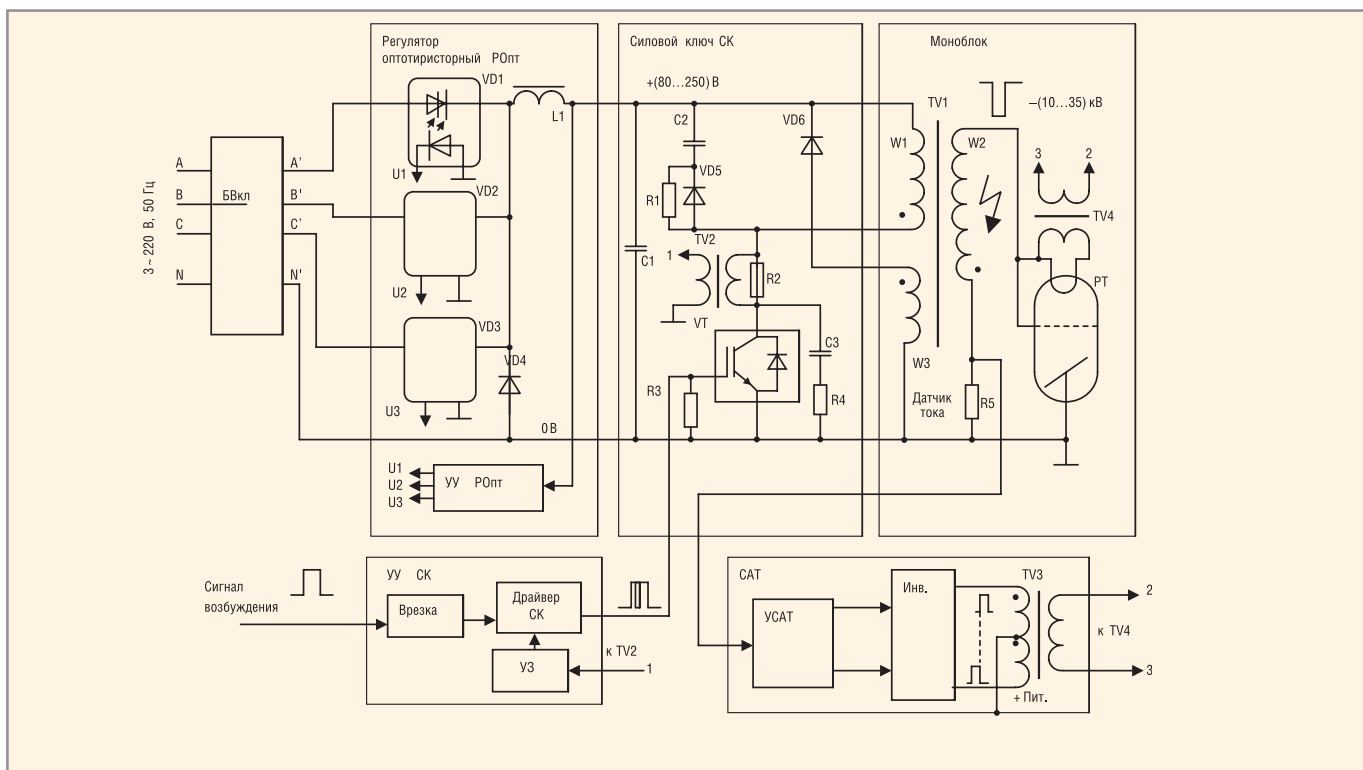 Регулятор
оптотиристорный РОпт
VD1
L1
U1
VD2
U2
VD3
VD4
U3
0 В
U1
U2
U3
УУ РОпт
3 ~ 220 В, 50 Гц
A
B
C
N
БВкл
A'
B'
C'
N'
Силовой ключ СК
+(80...250) В
C2
VD6
VD5
R1
TV2
1
C1
R2
VT
C3
R3
R4
Моноблок
TV1
–(10...35) кВ
W1
W2
3
2
TV4
РТ
W3
Датчик
тока
R5
Сигнал
возбуждения
УУ СК
Врезка
Драйвер
СК
УЗ
к TV2
1
САТ
УСАТ
Инв.
TV3
+ Пит.
2
к TV4
3